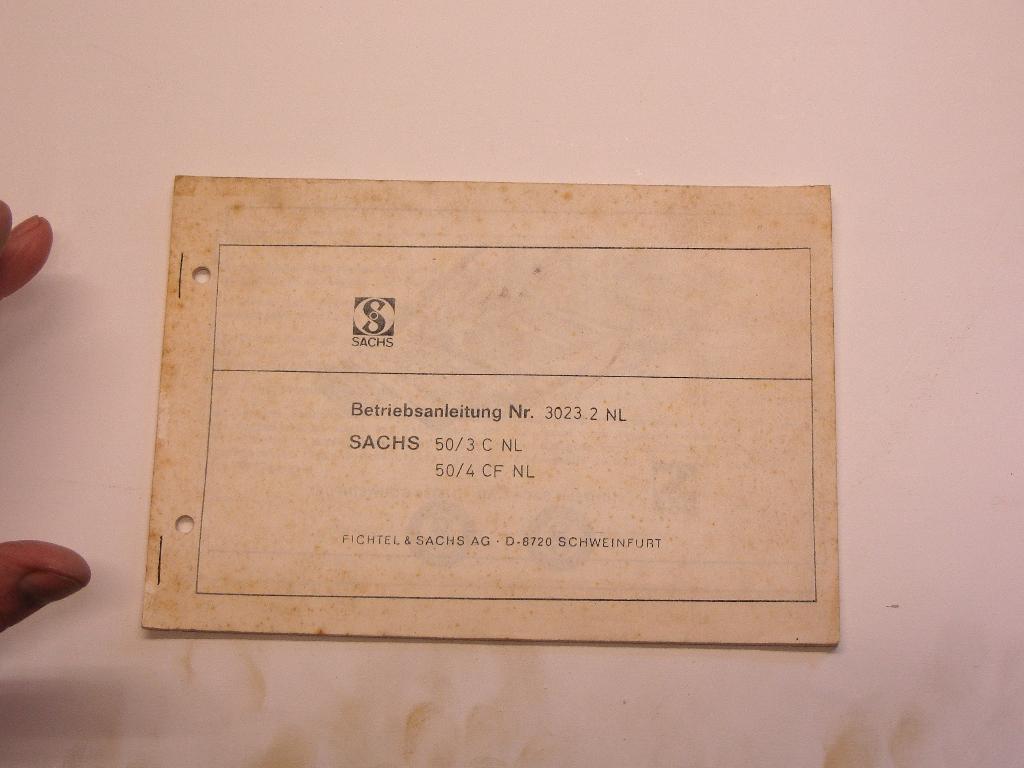 SACHS
Betriebsanleitung Nr. 3023.2 NL
SACHS 50/3 C NL
50/4 CF NL
FICHTEL & SACHS AG · D-8720 SCHWEINFURT